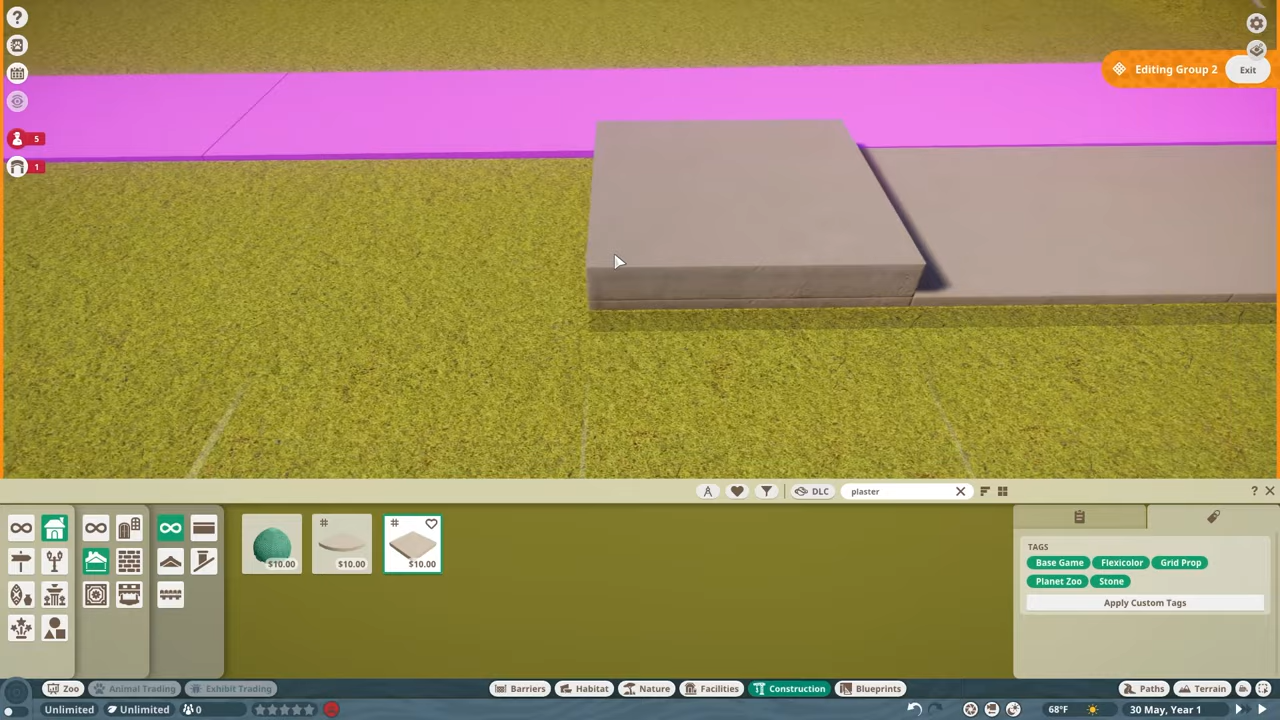 ?
Editing Group 2
Exit
5
1
DLC
plaster
?
$10.00
$10.00
$10.00
TAGS
Base Game
Flexicolor
Grid Prop
Planet Zoo
Stone
Apply Custom Tags
Zoo
Animal Trading
Exhibit Trading
Barriers
Habitat
Nature
Facilities
Construction
Blueprints
Paths
Terrain
Unlimited
Unlimited
0
68°F
30 May, Year 1